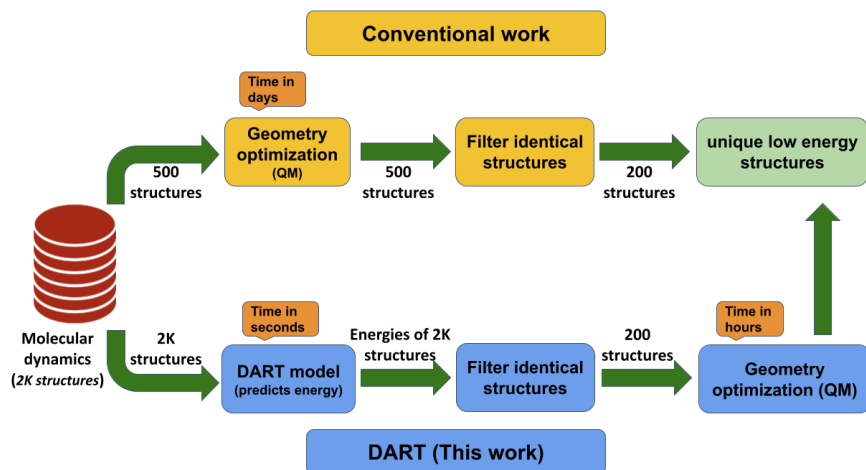 Conventional work
Time in
days
Geometry
optimization
(QM)
Filter identical
structures
unique low energy
structures
500
structures
500
structures
200
structures
Molecular
dynamics
(2K structures)
2K
structures
Time in
seconds
DART model
(predicts energy)
Energies of 2K
structures
Filter identical
structures
200
structures
Time in
hours
Geometry
optimization (QM)
DART (This work)